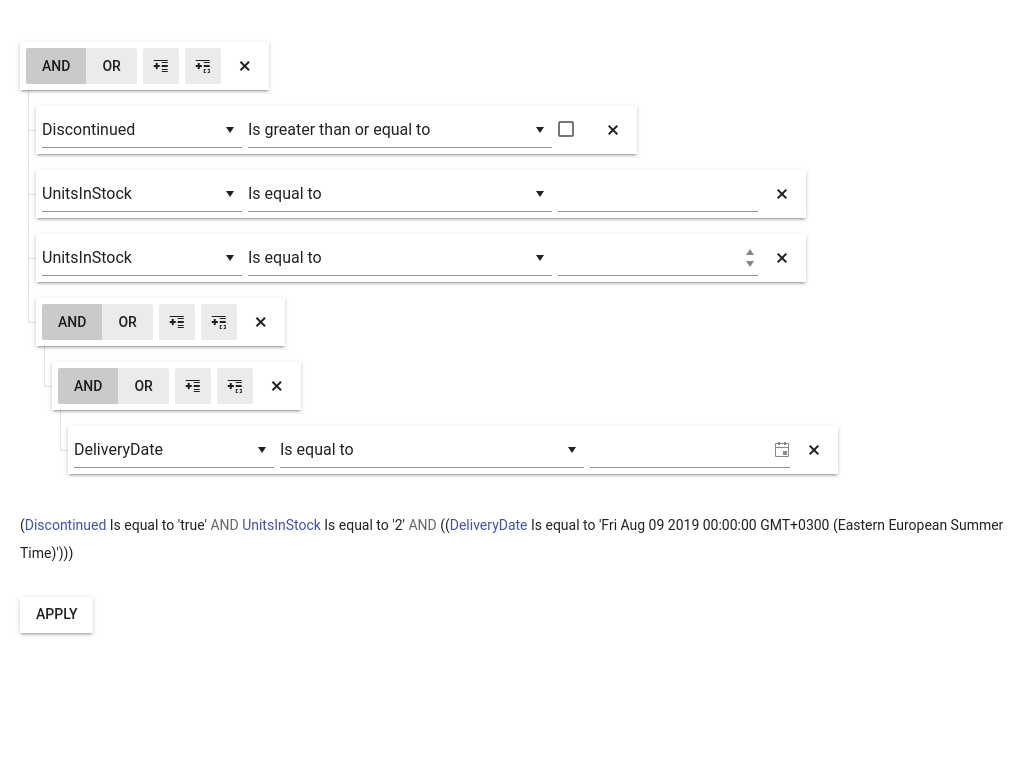 AND OR
Discontinued Is greater than or equal to
UnitsInStock Is equal to
UnitsInStock Is equal to
AND OR
AND OR
DeliveryDate Is equal to
(Discontinued Is equal to 'true' AND UnitsInStock Is equal to '2' AND ((DeliveryDate Is equal to 'Fri Aug 09 2019 00:00:00 GMT+0300 (Eastern European Summer
Time)')))
APPLY